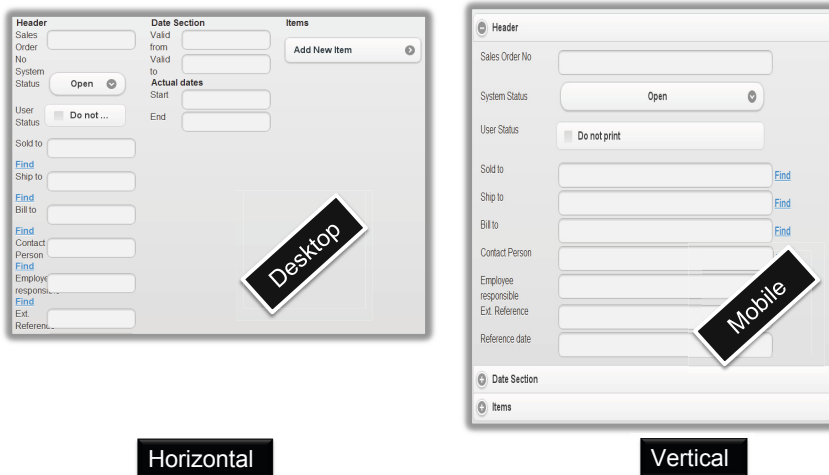 Header
Sales
Order
No
System
Status
Open
User
Status
Do not ...
Sold to
Find
Ship to
Find
Bill to
Find
Contact
Person
Find
Employe
Find
Ext.
Date Section
Valid
from
Valid
to
Actual dates
Start
End
Items
Add New Item
Desktop
Horizontal
Header
Sales Order No
System Status
Open
User Status
Do not print
Sold to
Find
Ship to
Find
Bill to
Find
Contact Person
Employee
responsible
Ext. Reference
Reference date
Mobile
Date Section
Items
Vertical